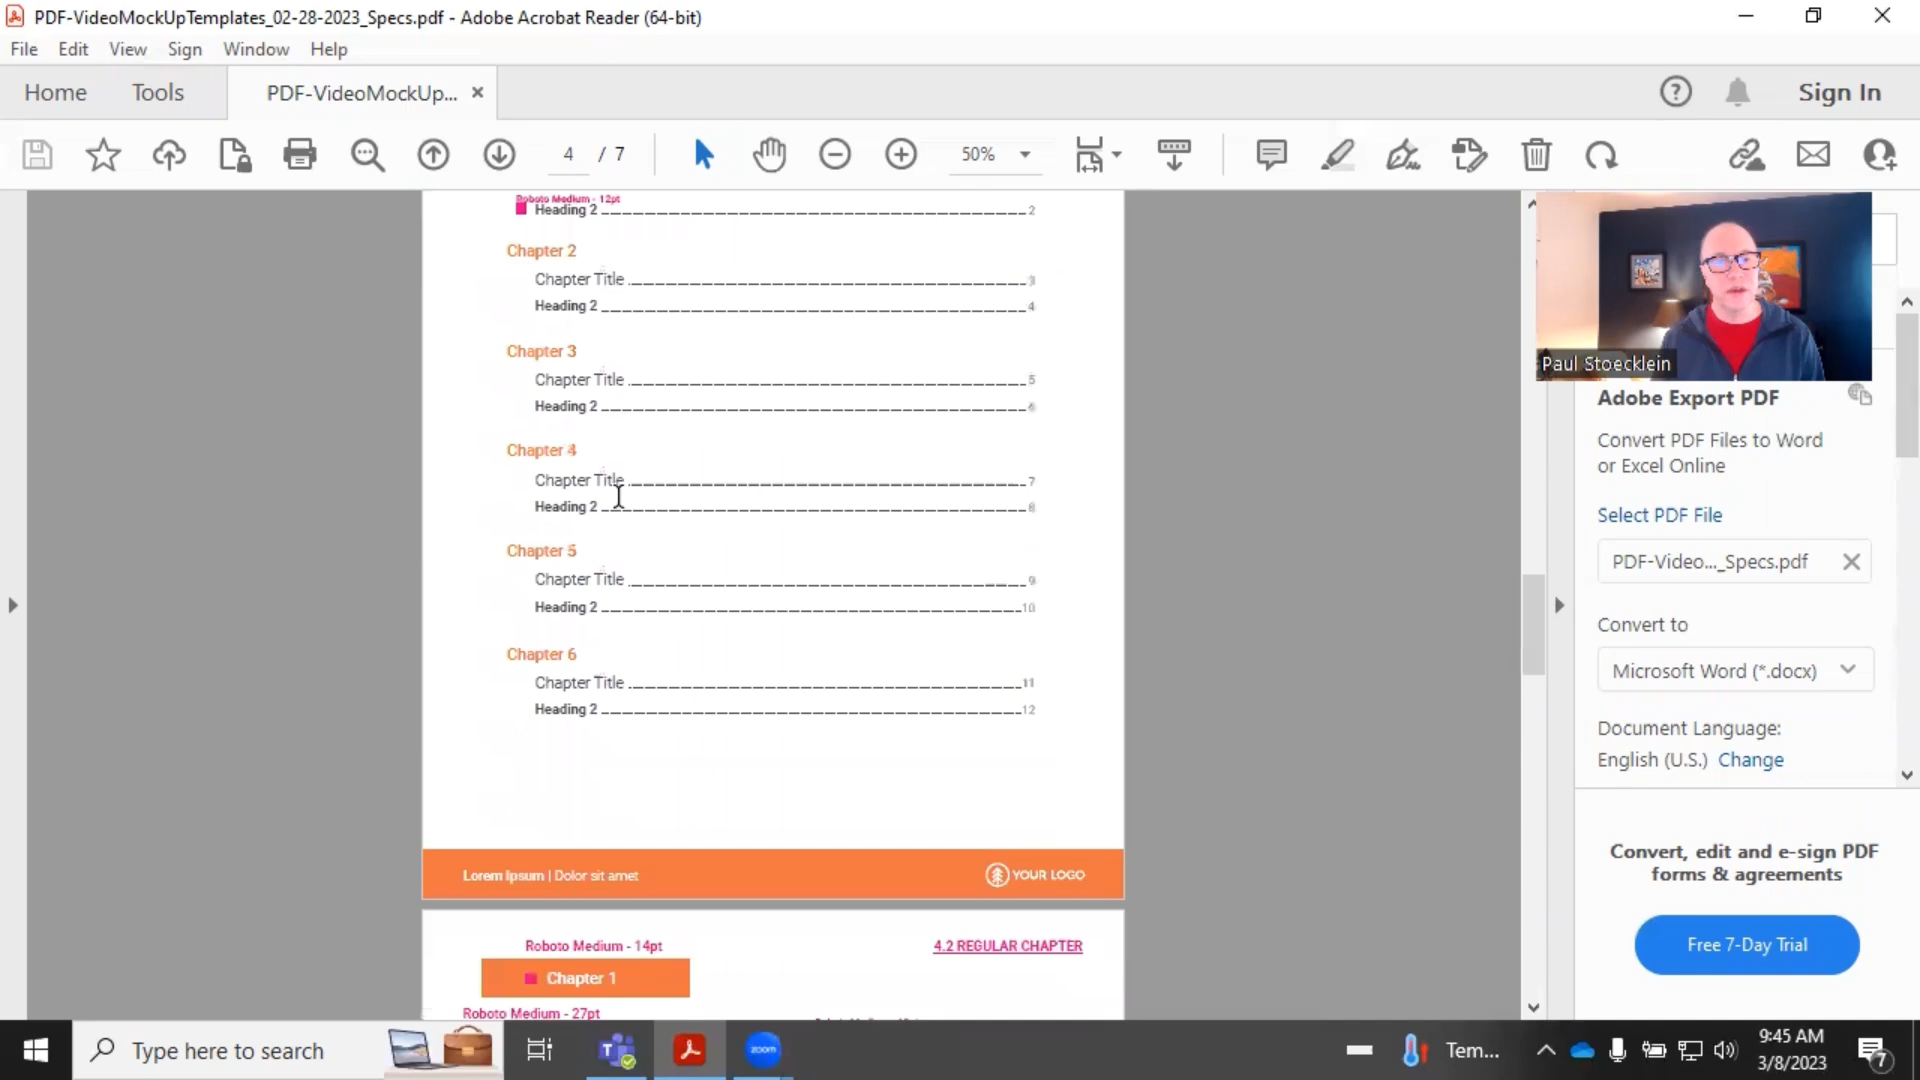 PDF-VideoMockUpTemplates_02-28-2023_Specs.pdf - Adobe Acrobat Reader (64-bit)
File Edit View Sign Window Help
Home Tools PDF-VideoMockUp... Sign In
4 / 7 50%
Roboto Medium - 12pt
Heading 2 2
Chapter 2
Chapter Title 3
Heading 2 4
Chapter 3
Chapter Title 5
Heading 2 6
Chapter 4
Chapter Title 7
Heading 2 8
Chapter 5
Chapter Title 9
Heading 2 10
Chapter 6
Chapter Title 11
Heading 2 12
Lorem Ipsum | Dolor sit amet YOUR LOGO
Roboto Medium - 14pt 4.2 REGULAR CHAPTER
Chapter 1
Roboto Medium - 27pt
Paul Stoecklein
Adobe Export PDF
Convert PDF Files to Word
or Excel Online
Select PDF File
PDF-Video..._Specs.pdf
Convert to
Microsoft Word (*.docx)
Document Language:
English (U.S.) Change
Convert, edit and e-sign PDF
forms & agreements
Free 7-Day Trial
Type here to search
zoom
Tem...
9:45 AM
3/8/2023
7